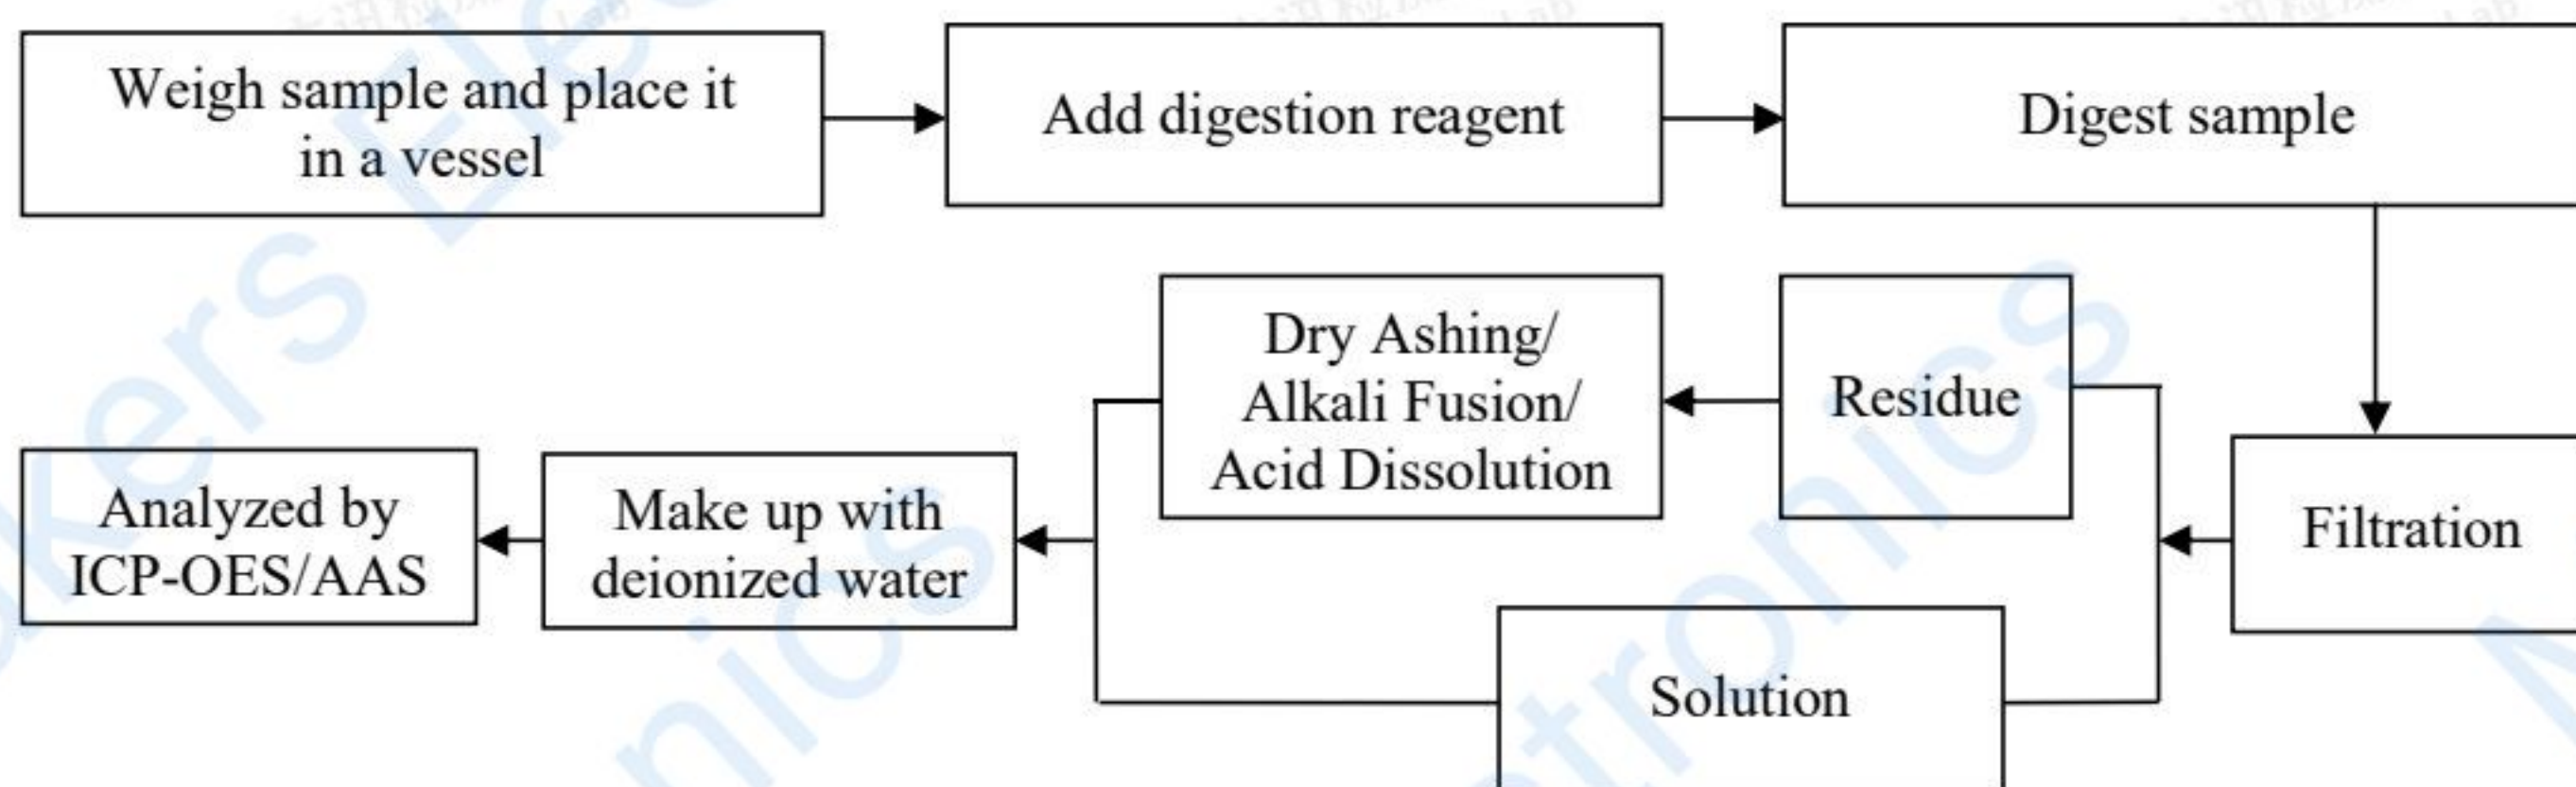 Weigh sample and place it
in a vessel
Add digestion reagent
Digest sample
Dry Ashing/
Alkali Fusion/
Acid Dissolution
Residue
Filtration
Analyzed by
ICP-OES/AAS
Make up with
deionized water
Solution